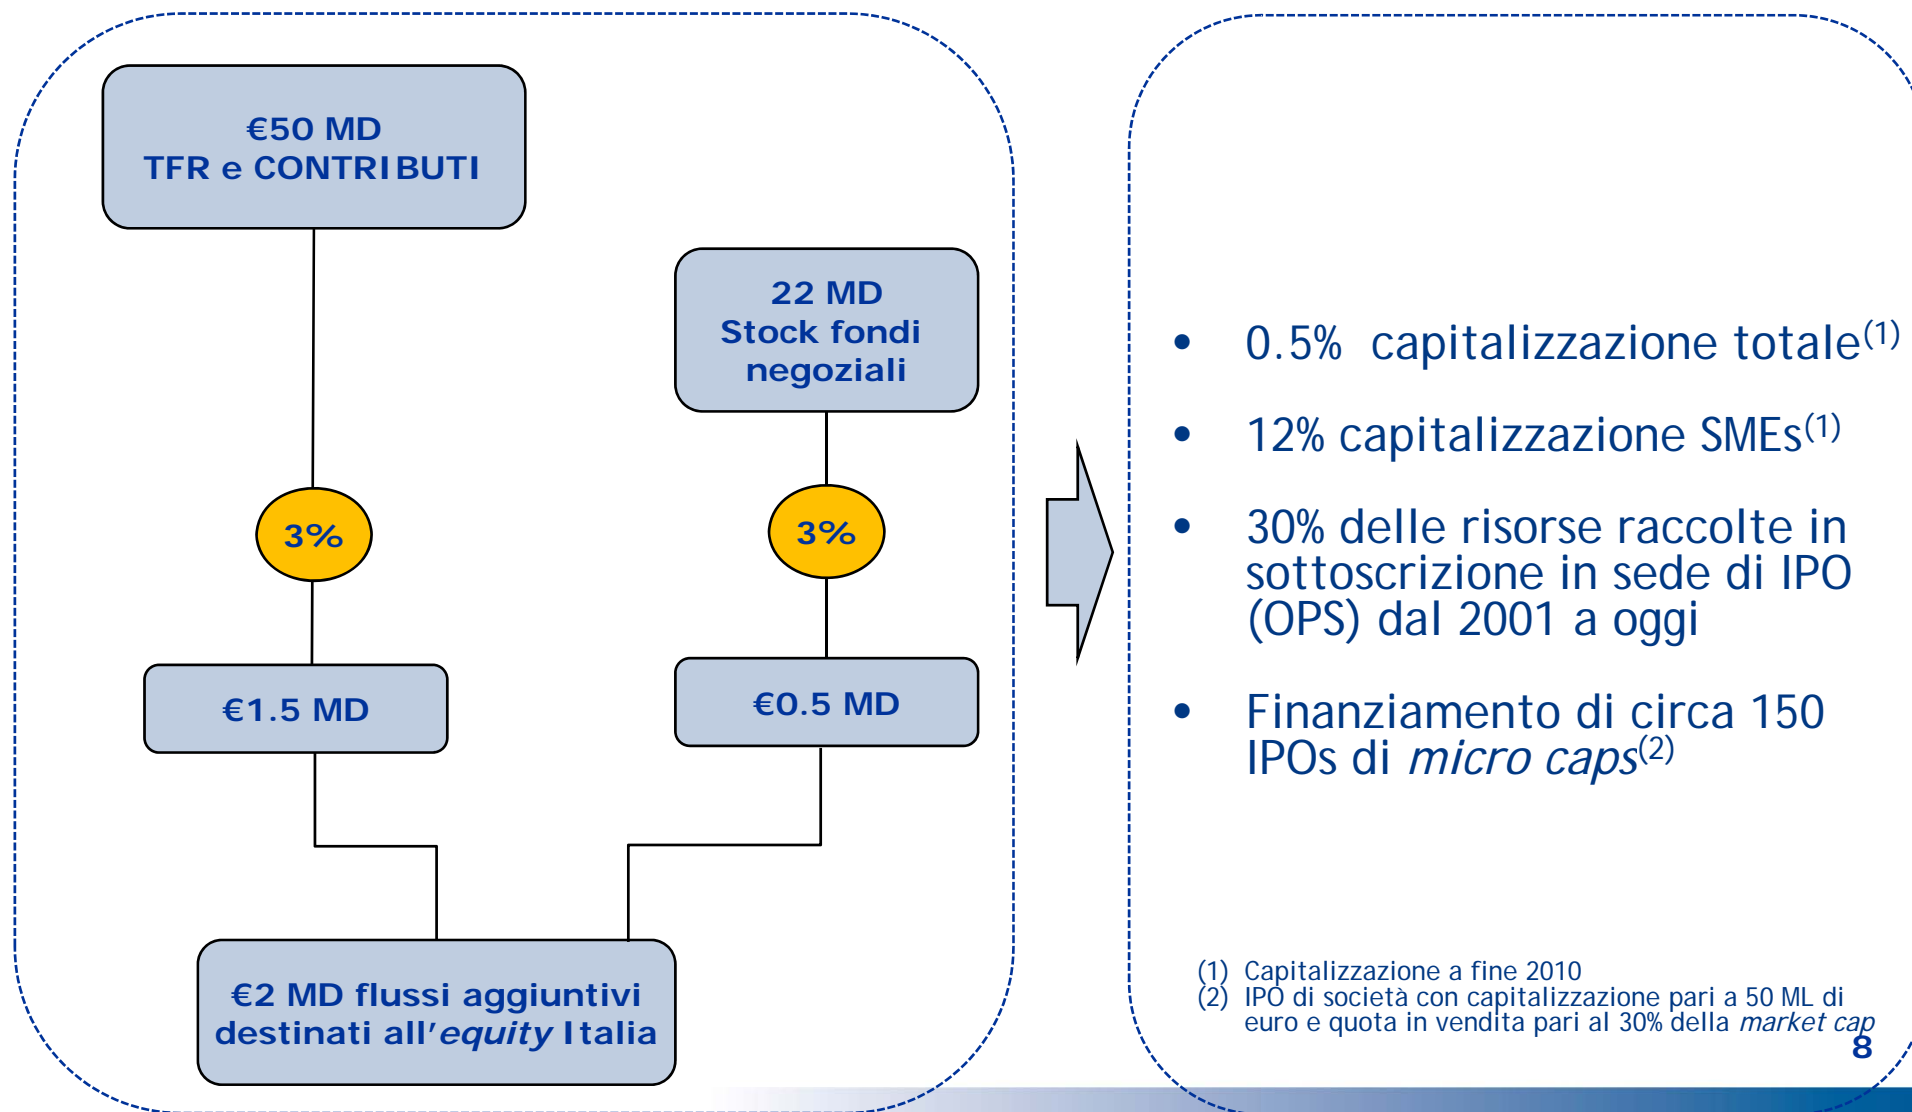 €50 MD
TFR e CONTRIBUTI
22 MD
Stock fondi
negoziali
3%
3%
€1.5 MD
€0.5 MD
€2 MD flussi aggiuntivi
destinati all'equity Italia
• 0.5% capitalizzazione totale(1)
• 12% capitalizzazione SMEs(1)
• 30% delle risorse raccolte in
sottoscrizione in sede di IPO
(OPS) dal 2001 a oggi
• Finanziamento di circa 150
IPOs di micro caps(2)
(1) Capitalizzazione a fine 2010
(2) IPO di società con capitalizzazione pari a 50 ML di
euro e quota in vendita pari al 30% della market cap
8